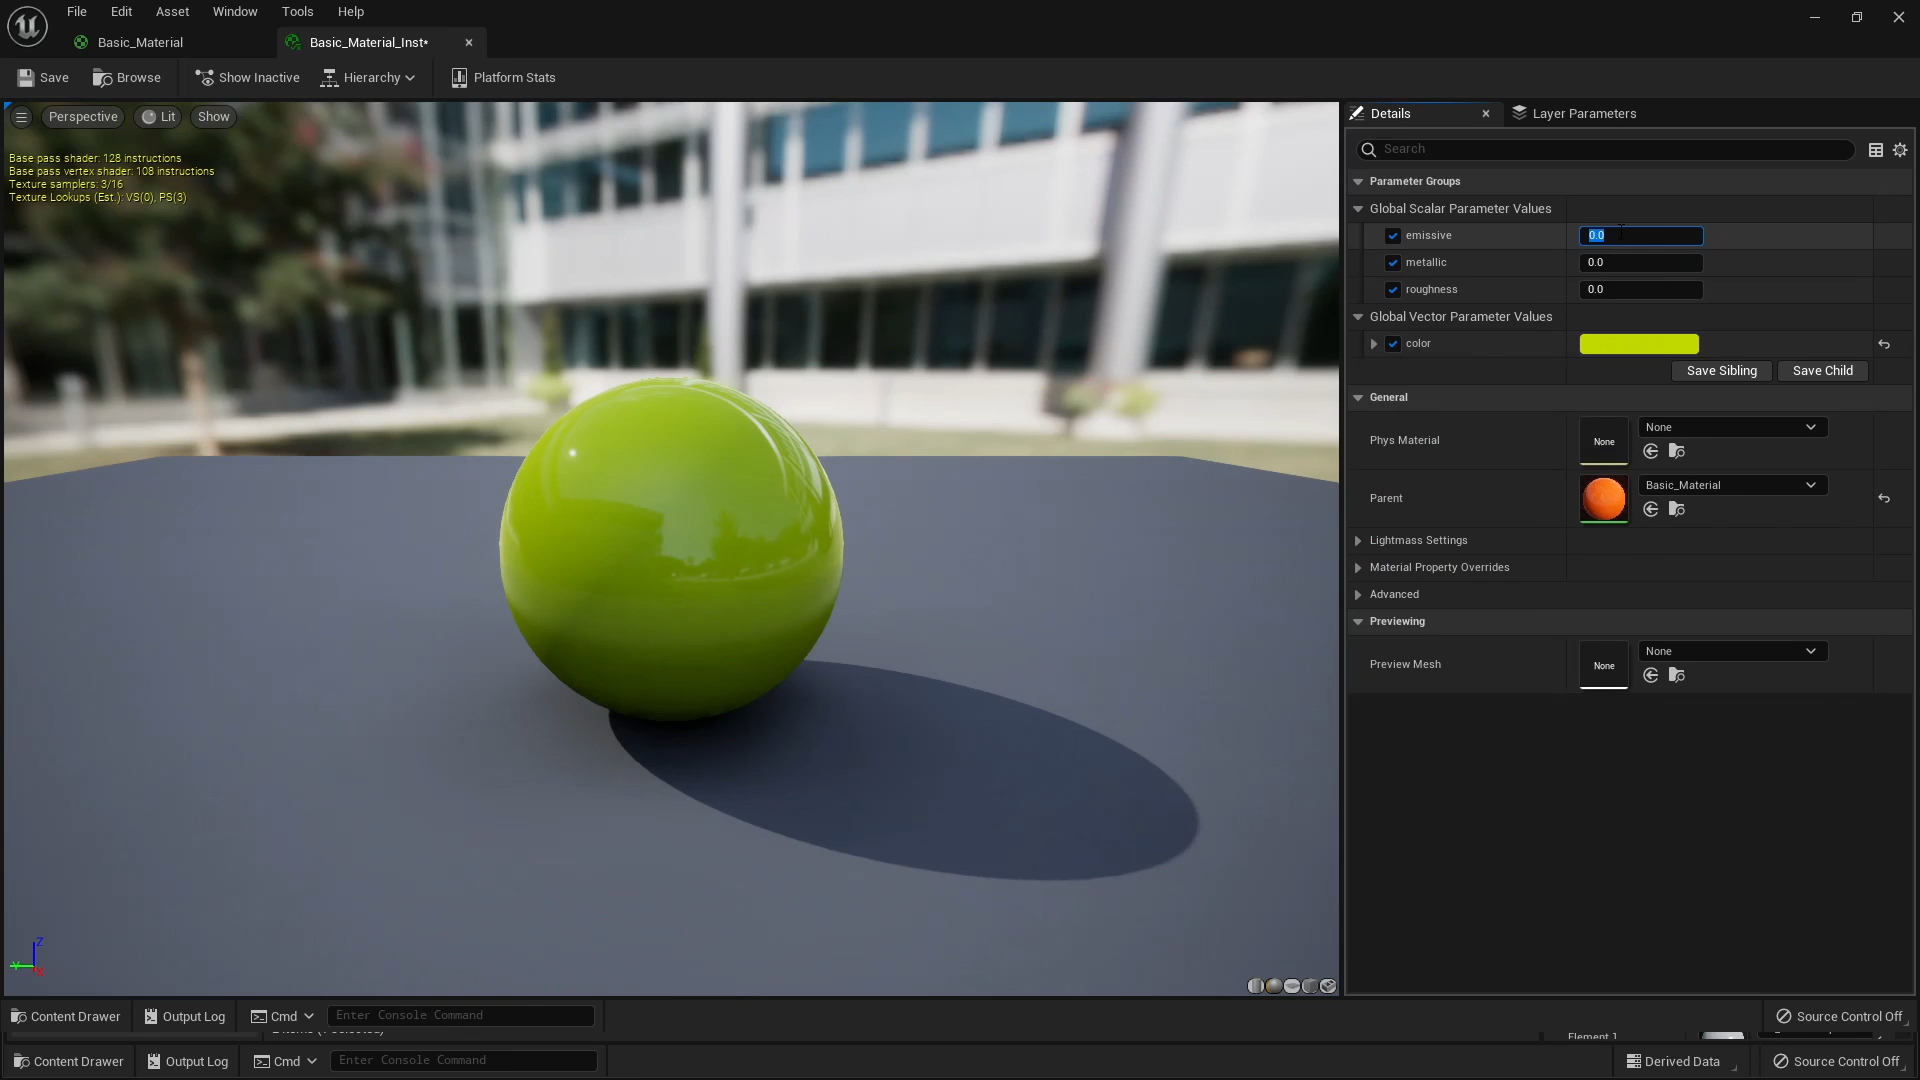 File Edit Asset Window Tools Help
Basic_Material Basic_Material_Inst*
Save Browse Show Inactive Hierarchy Platform Stats
Perspective Lit Show
Base pass shader: 128 instructions
Base pass vertex shader: 108 instructions
Texture samplers: 3/16
Texture Lookups (Est.): VS(0), PS(3)
Details Layer Parameters
Search
Parameter Groups
Global Scalar Parameter Values
emissive 0.0
metallic 0.0
roughness 0.0
Global Vector Parameter Values
color
Save Sibling Save Child
General
Phys Material None None
Parent Basic_Material
Lightmass Settings
Material Property Overrides
Advanced
Previewing
Preview Mesh None None
Z
Y
X
Content Drawer Output Log Cmd Enter Console Command Source Control Off
Element 1
Content Drawer Output Log Cmd Enter Console Command Derived Data Source Control Off